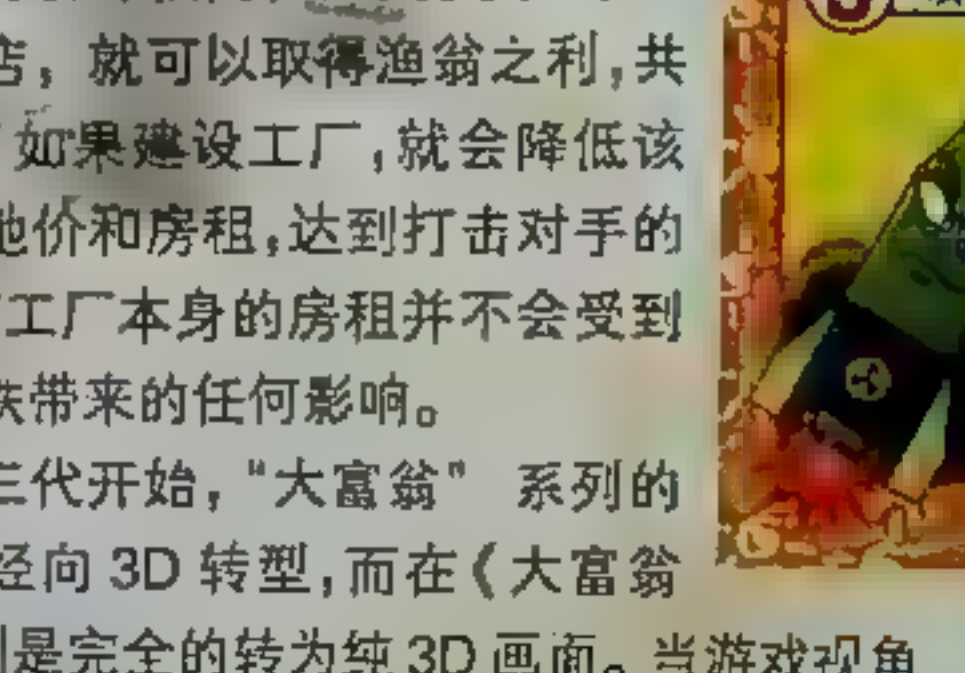 店，就可以取得渔翁之利，共
如果建设工厂，就会降低该
地价和房租，达到打击对手的
工厂本身的房租并不会受到
带来的任何影响。
三代开始，“大富翁” 系列的
径向 3D 转型，而在《大富翁
是完全的转为纯 3D 画面。当游戏视角